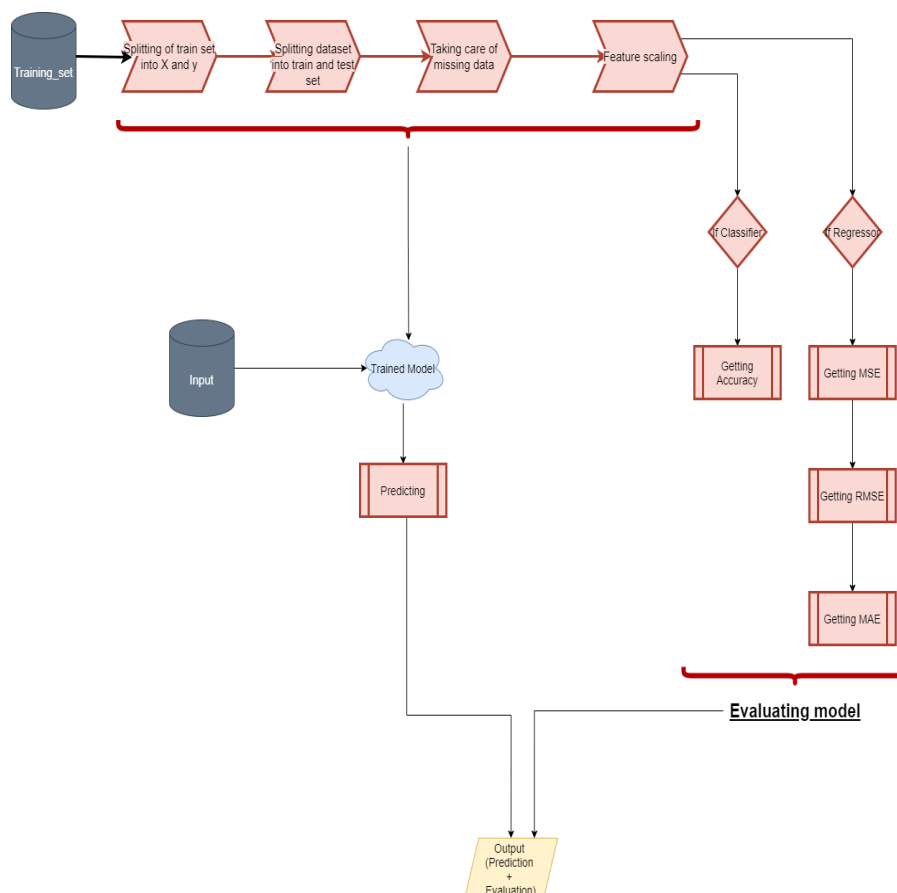 Training_set
Splitting of train set
into X and y
Splitting dataset
into train and test
set
Taking care of
missing data
Feature scaling
If Classifier
If Regressor
Input
Trained Model
Getting
Accuracy
Getting MSE
Predicting
Getting RMSE
Getting MAE
Evaluating model
Output
(Prediction
+
Evaluation)